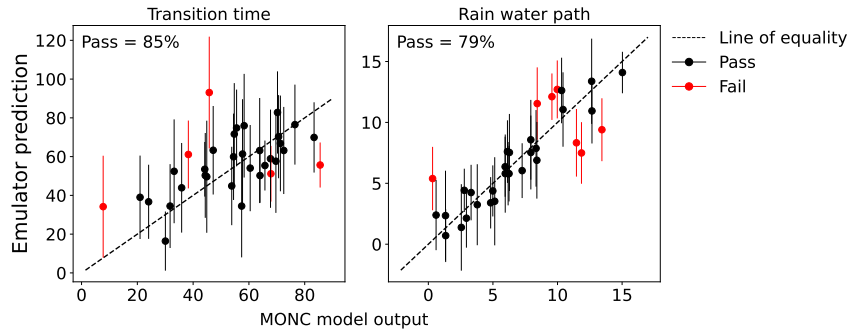 Transition time
Rain water path
Pass = 85%
Pass = 79%
Line of equality
Pass
Fail
Emulator prediction
120
100
80
60
40
20
0
15
10
5
0
0 20 40 60 80
0 5 10 15
MONC model output